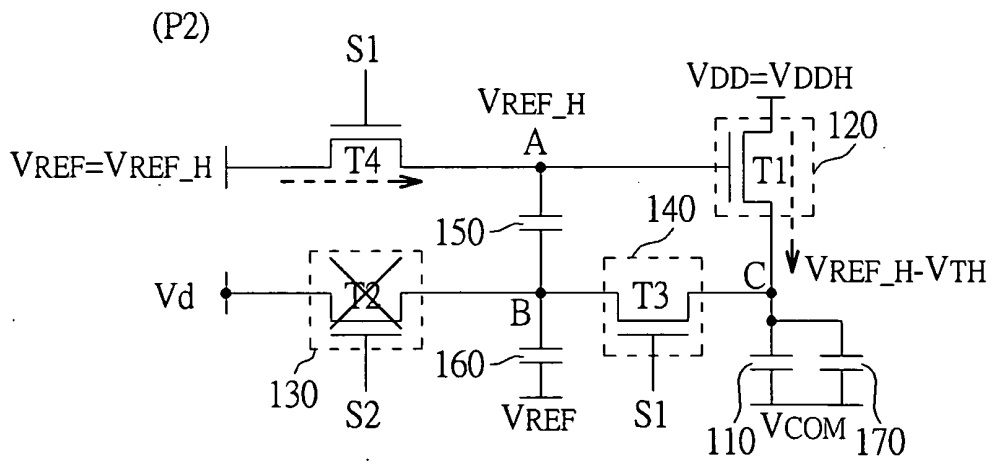 (P2)
S1
VDD=VDDH
VREF_H
A
120
VREF=VREF_H
T4
T1
150
140
C
VREF_H-VTH
Vd
T2
B
T3
130
160
S2
VREF
S1
110
VCOM
170